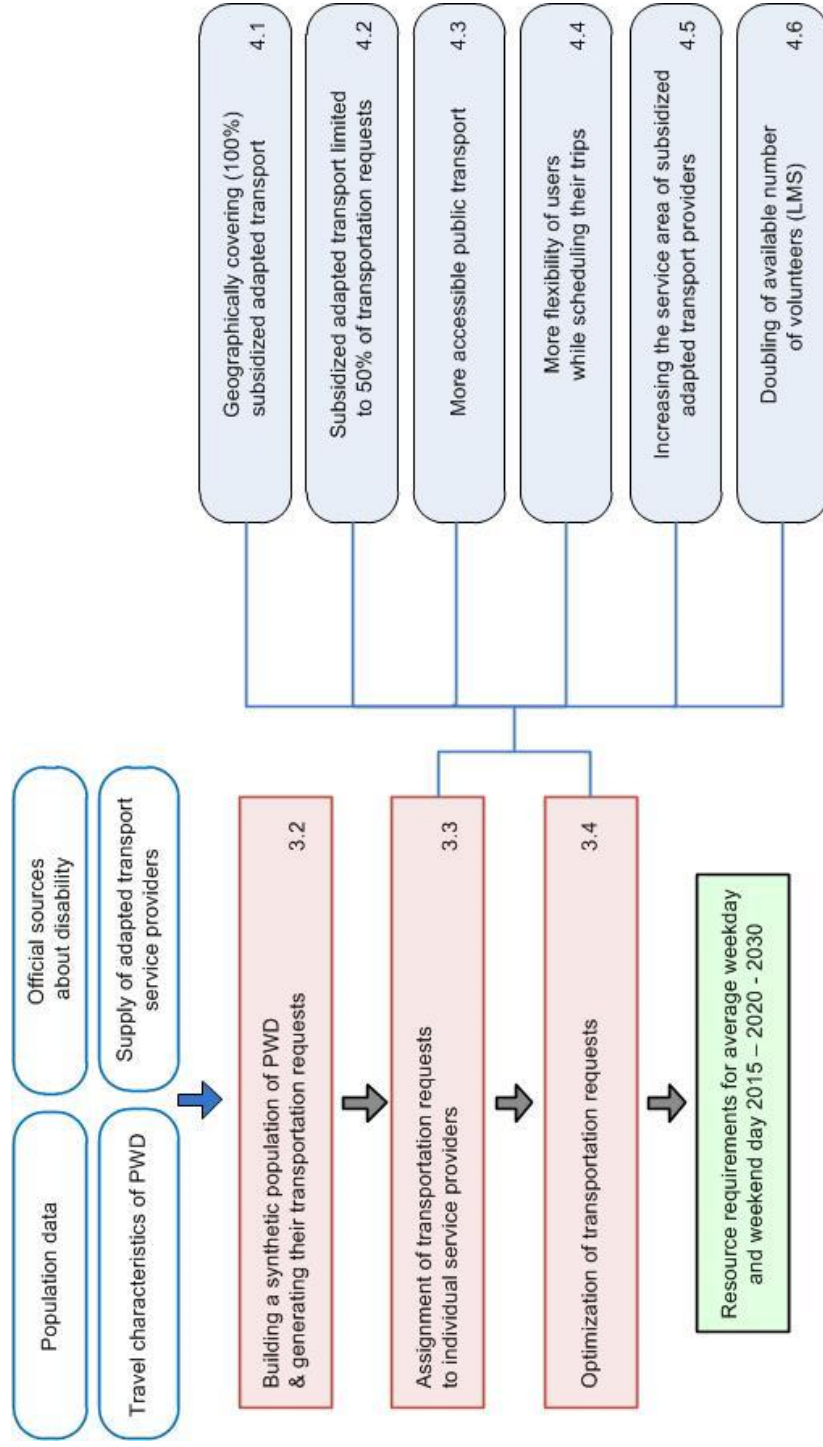 Population data
Official sources
about disability
Travel characteristics of PWD
Supply of adapted transport
service providers
Building a synthetic population of PWD
& generating their transportation requests
3.2
Assignment of transportation requests
to individual service providers
3.3
Optimization of transportation requests
3.4
Resource requirements for average weekday
and weekend day 2015 – 2020 - 2030
Geographically covering (100%)
subsidized adapted transport
4.1
Subsidized adapted transport limited
to 50% of transportation requests
4.2
More accessible public transport
4.3
More flexibility of users
while scheduling their trips
4.4
Increasing the service area of subsidized
adapted transport providers
4.5
Doubling of available number
of volunteers (LMS)
4.6